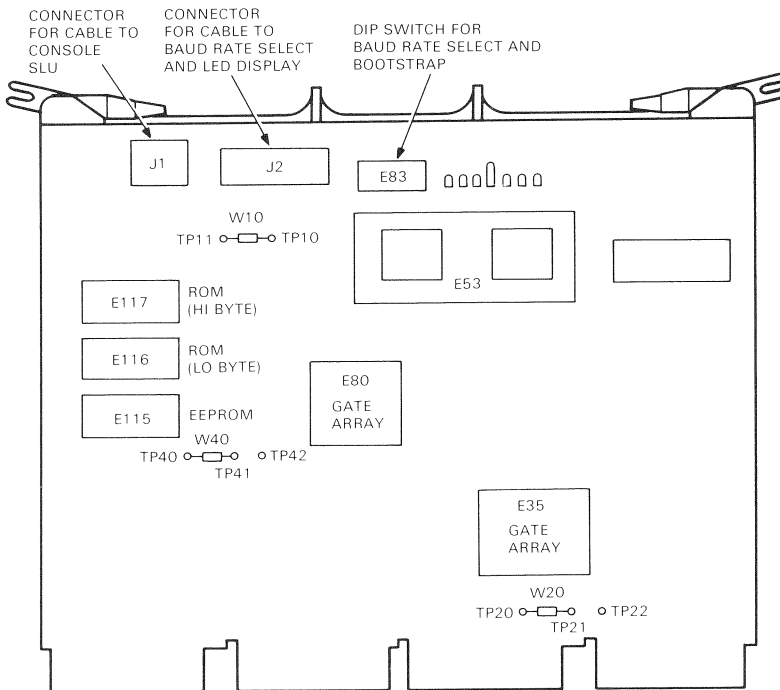 CONNECTOR
FOR CABLE TO
CONSOLE
SLU
CONNECTOR
FOR CABLE TO
BAUD RATE SELECT
AND LED DISPLAY
DIP SWITCH FOR
BAUD RATE SELECT AND
BOOTSTRAP
J1
J2
E83
W10
TP11
TP10
E53
E117
ROM
(HI BYTE)
E116
ROM
(LO BYTE)
E115
EEPROM
E80
GATE
ARRAY
W40
TP40
TP42
TP41
E35
GATE
ARRAY
W20
TP20
TP22
TP21